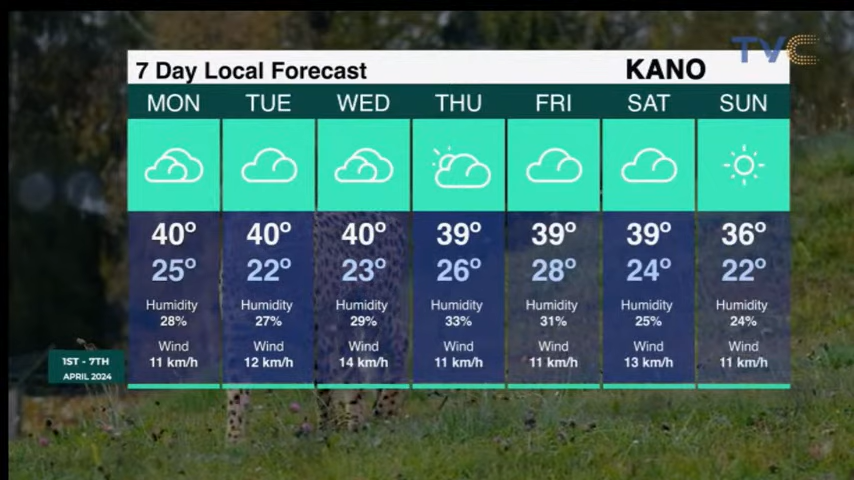 TVC
7 Day Local Forecast KANO
MON TUE WED THU FRI SAT SUN
40º 40º 40º 39º 39º 39º 36º
25º 22º 23º 26º 28º 24º 22º
Humidity Humidity Humidity Humidity Humidity Humidity Humidity
28% 27% 29% 33% 31% 25% 24%
Wind Wind Wind Wind Wind Wind Wind
11 km/h 12 km/h 14 km/h 11 km/h 11 km/h 13 km/h 11 km/h
1ST - 7TH
APRIL 2024